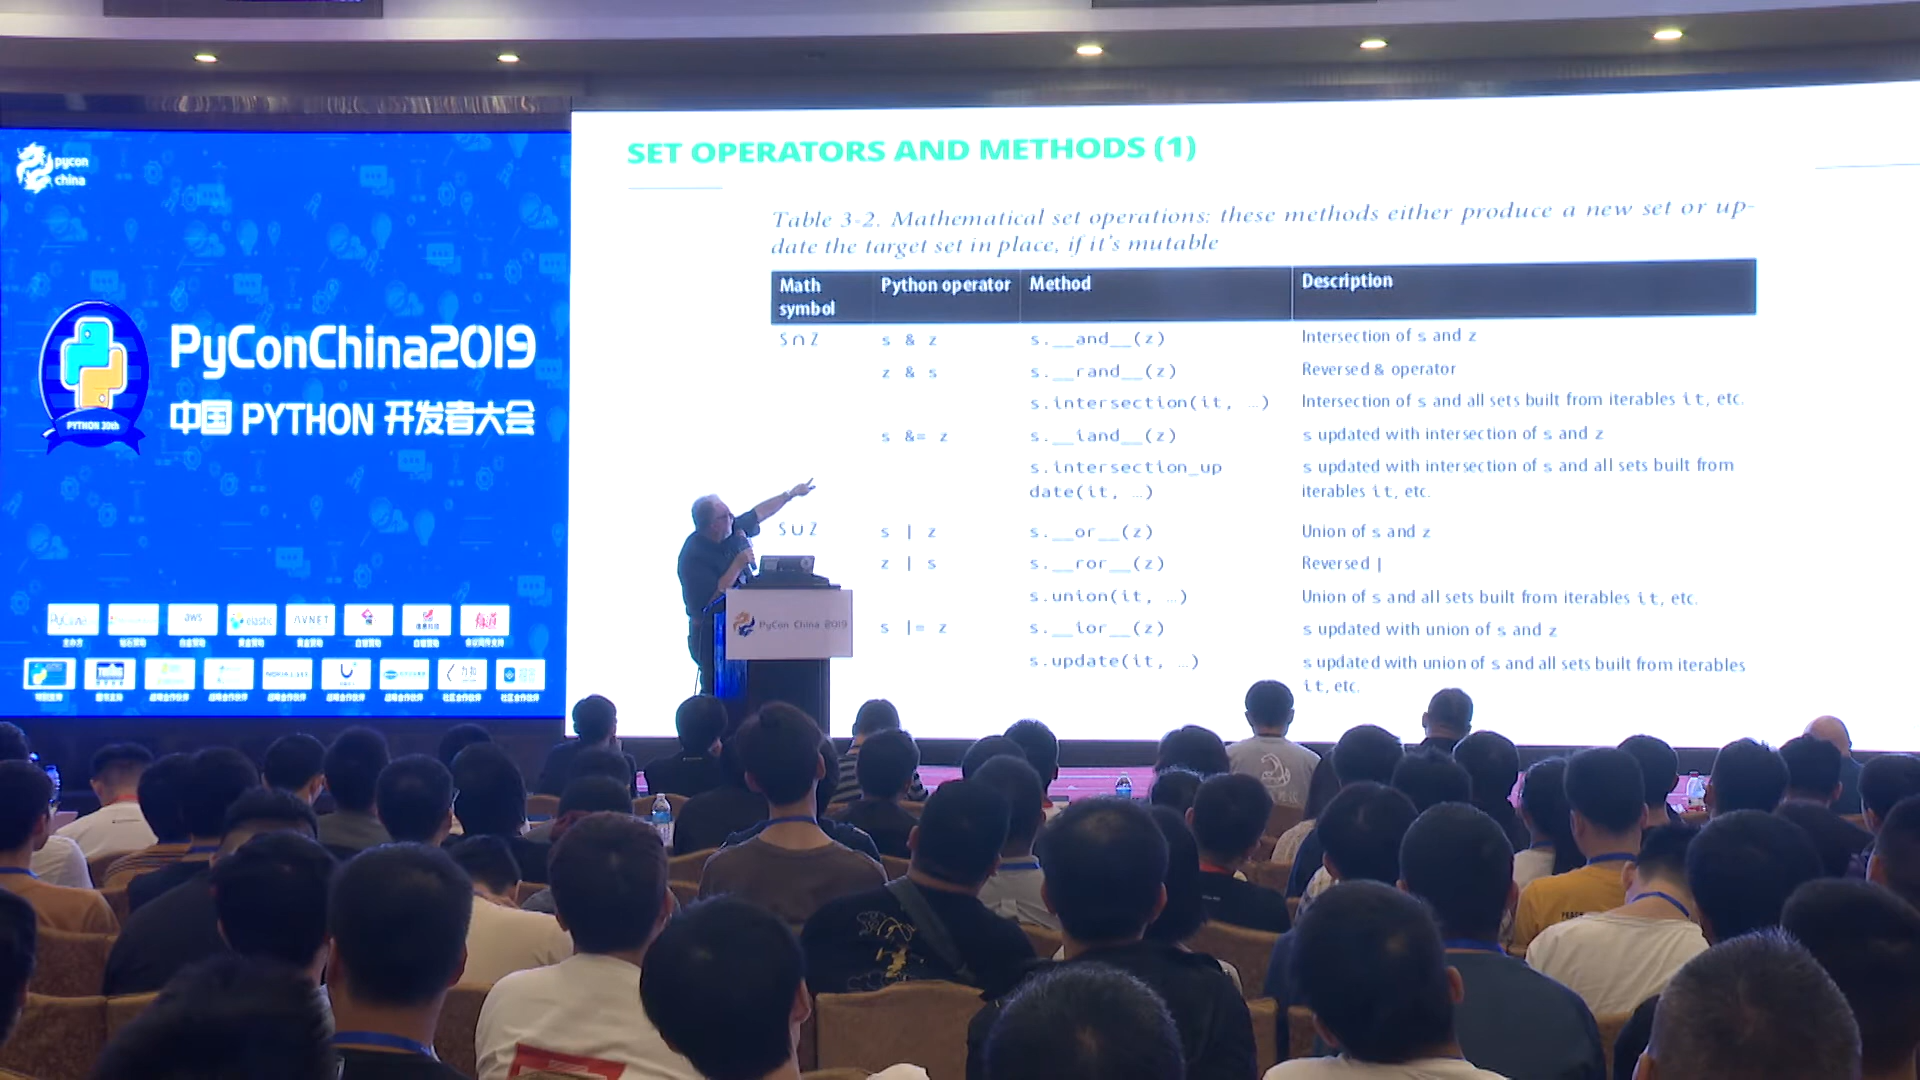 pycon
china
PyConChina2019
中国 PYTHON 开发者大会
PYTHON 30th
aws
elastic
AVNET
SET OPERATORS AND METHODS (1)
Table 3-2. Mathematical set operations: these methods either produce a new set or up-
date the target set in place, if it's mutable
Math symbol Python operator Method Description
S ∩ Z s & z s.__and__(z) Intersection of s and z
z & s s.__rand__(z) Reversed & operator
s.intersection(it, …) Intersection of s and all sets built from iterables it, etc.
s &= z s.__iand__(z) s updated with intersection of s and z
s.intersection_up s updated with intersection of s and all sets built from
date(it, …) iterables it, etc.
S ∪ Z s | z s.__or__(z) Union of s and z
z | s s.__ror__(z) Reversed |
s.union(it, …) Union of s and all sets built from iterables it, etc.
s |= z s.__ior__(z) s updated with union of s and z
s.update(it, …) s updated with union of s and all sets built from iterables
it, etc.
PyCon China 2019